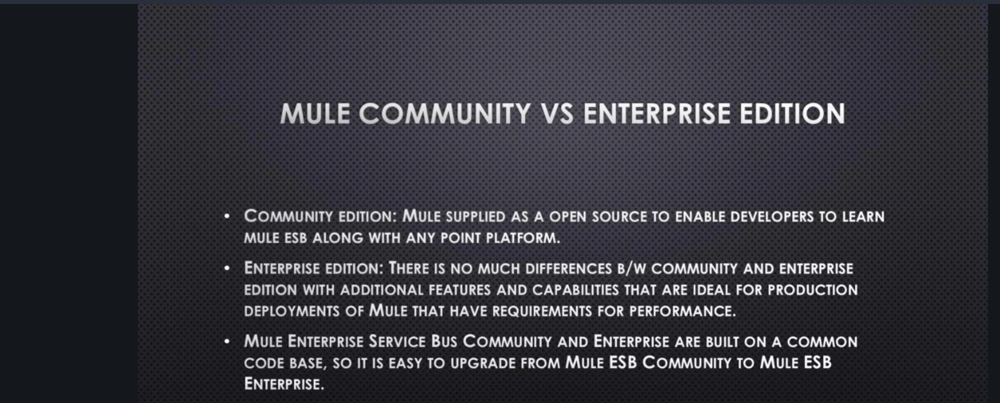 MULE COMMUNITY VS ENTERPRISE EDITION
• COMMUNITY EDITION: MULE SUPPLIED AS A OPEN SOURCE TO ENABLE DEVELOPERS TO LEARN
MULE ESB ALONG WITH ANY POINT PLATFORM.
• ENTERPRISE EDITION: THERE IS NO MUCH DIFFERENCES B/W COMMUNITY AND ENTERPRISE
EDITION WITH ADDITIONAL FEATURES AND CAPABILITIES THAT ARE IDEAL FOR PRODUCTION
DEPLOYMENTS OF MULE THAT HAVE REQUIREMENTS FOR PERFORMANCE.
• MULE ENTERPRISE SERVICE BUS COMMUNITY AND ENTERPRISE ARE BUILT ON A COMMON
CODE BASE, SO IT IS EASY TO UPGRADE FROM MULE ESB COMMUNITY TO MULE ESB
ENTERPRISE.